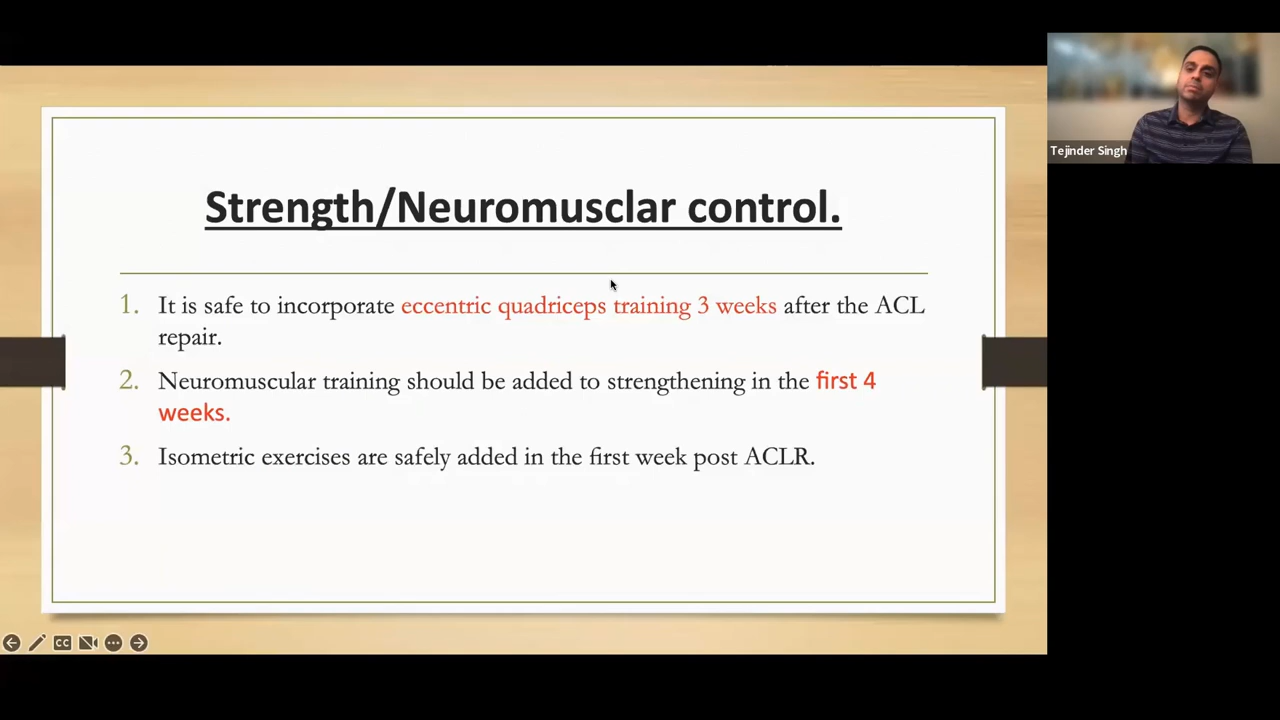 Strength/Neuromusclar control.
1. It is safe to incorporate eccentric quadriceps training 3 weeks after the ACL
repair.
2. Neuromuscular training should be added to strengthening in the first 4
weeks.
3. Isometric exercises are safely added in the first week post ACLR.
Tejinder Singh
CC